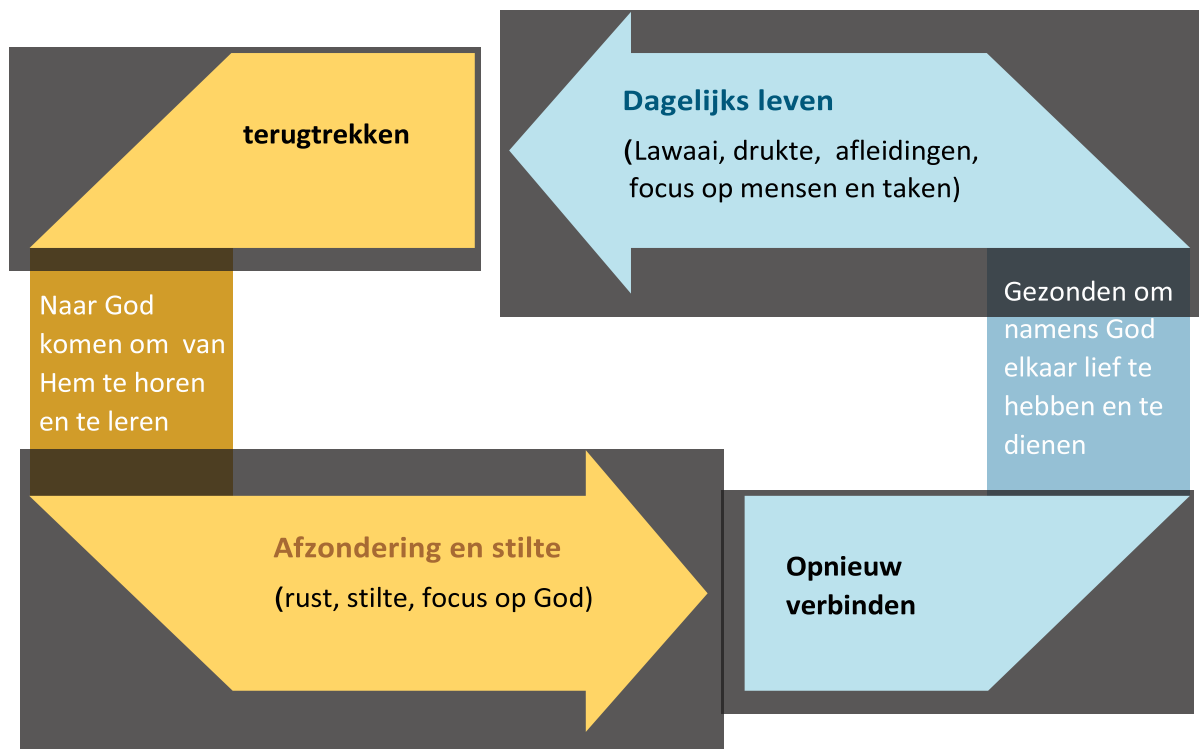 terugtrekken
Dagelijks leven
(Lawaai, drukte,  afleidingen,
focus op mensen en taken)
Naar God
komen om  van
Hem te horen
en te leren
Gezonden om
namens God
elkaar lief te
hebben en te
dienen
Afzondering en stilte
(rust, stilte, focus op God)
Opnieuw
verbinden